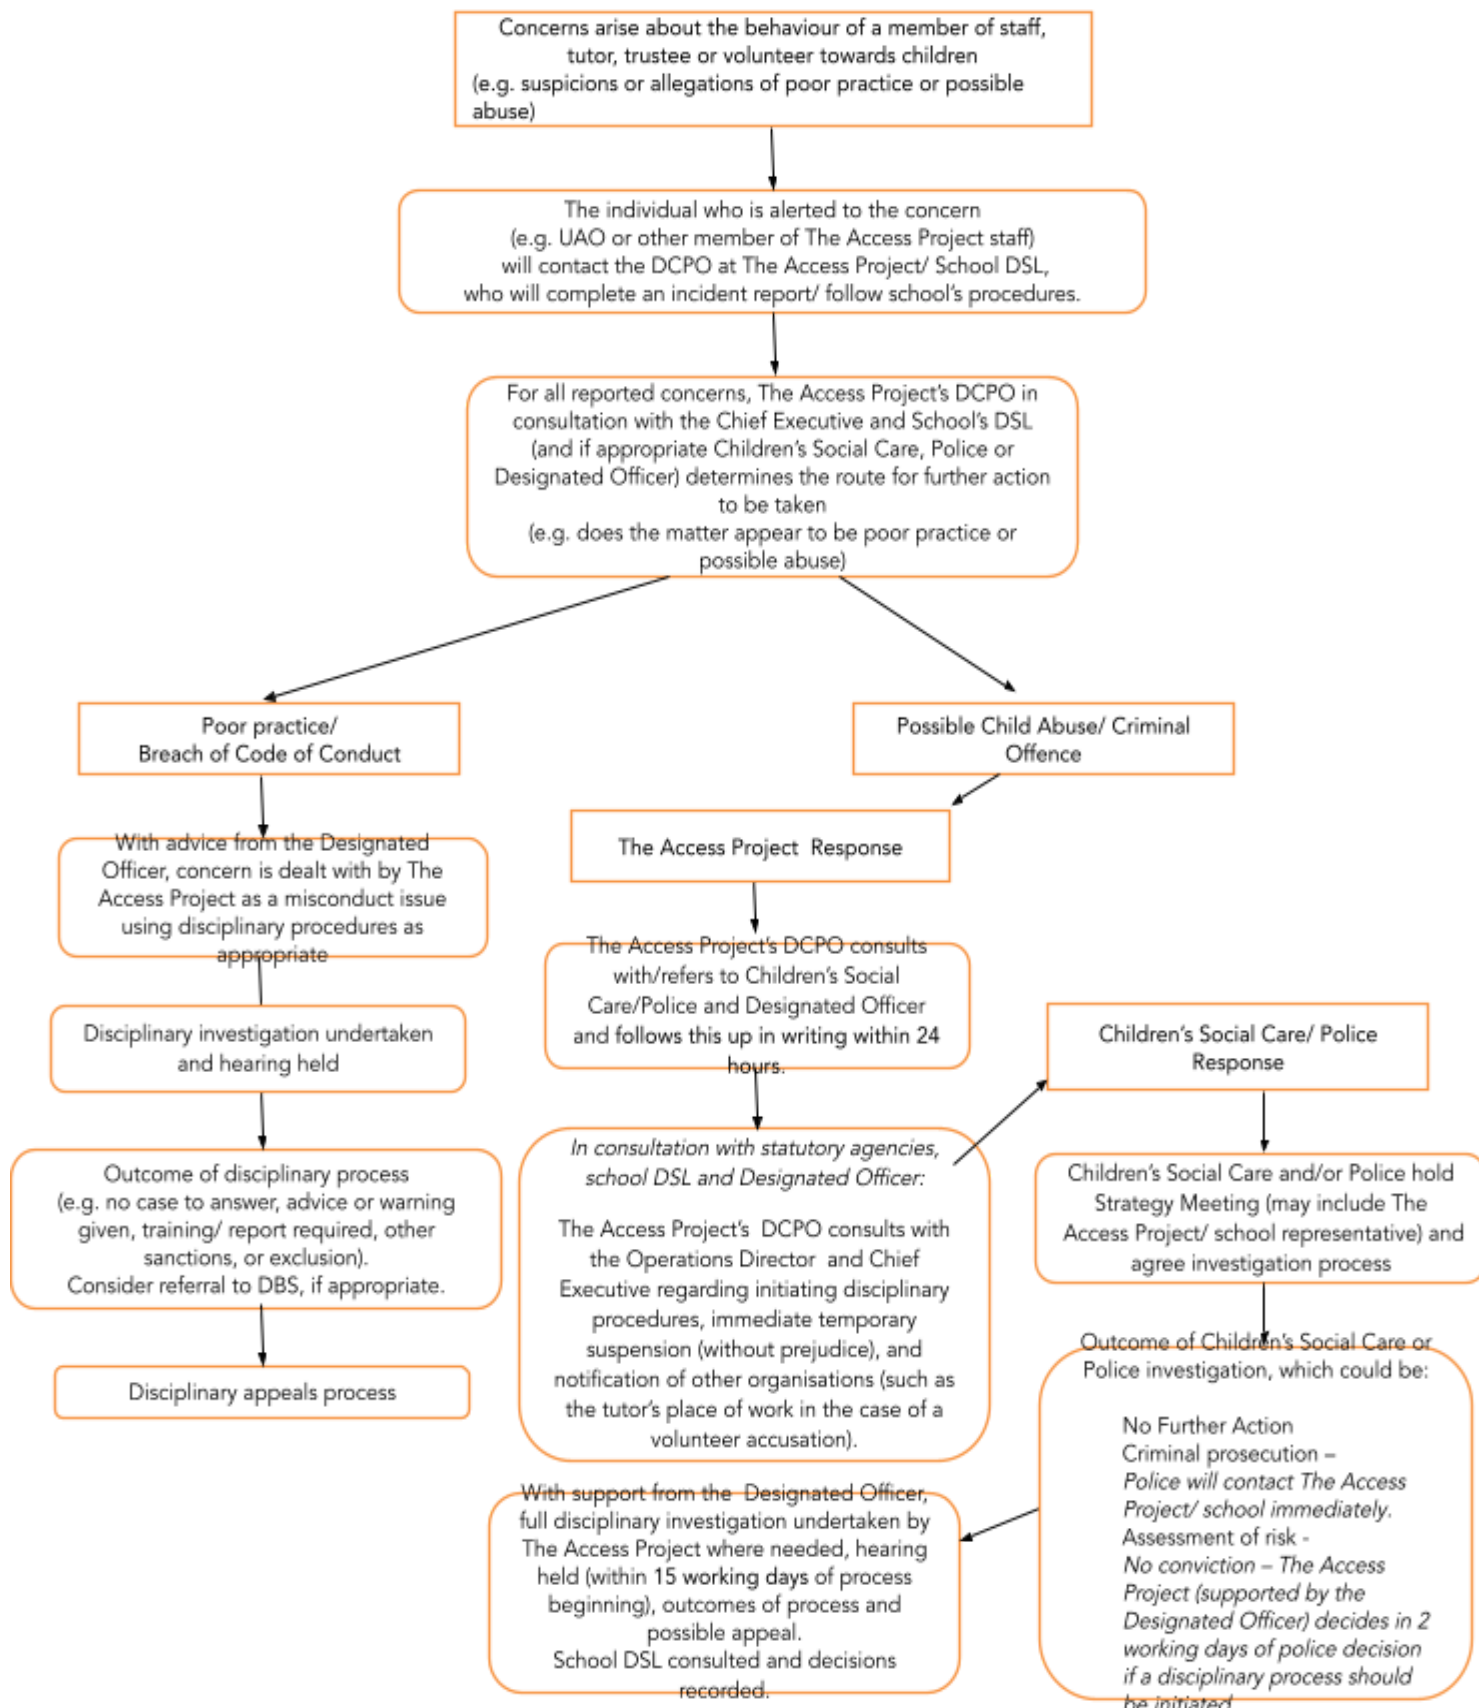 Concerns arise about the behaviour of a member of staff,
tutor, trustee or volunteer towards children
(e.g. suspicions or allegations of poor practice or possible
abuse)
The individual who is alerted to the concern
(e.g. UAO or other member of The Access Project staff)
will contact the DCPO at The Access Project/ School DSL,
who will complete an incident report/ follow school's procedures.
For all reported concerns, The Access Project's DCPO in
consultation with the Chief Executive and School's DSL
(and if appropriate Children's Social Care, Police or
Designated Officer) determines the route for further action
to be taken
(e.g. does the matter appear to be poor practice or
possible abuse)
Poor practice/
Breach of Code of Conduct
With advice from the Designated
Officer, concern is dealt with by The
Access Project as a misconduct issue
using disciplinary procedures as
appropriate
Disciplinary investigation undertaken
and hearing held
Outcome of disciplinary process
(e.g. no case to answer, advice or warning
given, training/ report required, other
sanctions, or exclusion).
Consider referral to DBS, if appropriate.
Disciplinary appeals process
Possible Child Abuse/ Criminal
Offence
The Access Project Response
The Access Project's DCPO consults
with/refers to Children's Social
Care/Police and Designated Officer
and follows this up in writing within 24
hours.
In consultation with statutory agencies,
school DSL and Designated Officer:
The Access Project's DCPO consults with
the Operations Director and Chief
Executive regarding initiating disciplinary
procedures, immediate temporary
suspension (without prejudice), and
notification of other organisations (such as
the tutor's place of work in the case of a
volunteer accusation).
Children's Social Care/ Police
Response
Children's Social Care and/or Police hold
Strategy Meeting (may include The
Access Project/ school representative) and
agree investigation process
Outcome of Children's Social Care or
Police investigation, which could be:
No Further Action
Criminal prosecution –
Police will contact The Access
Project/ school immediately.
Assessment of risk -
No conviction – The Access
Project (supported by the
Designated Officer) decides in 2
working days of police decision
if a disciplinary process should
be initiated
With support from the Designated Officer,
full disciplinary investigation undertaken by
The Access Project where needed, hearing
held (within 15 working days of process
beginning), outcomes of process and
possible appeal.
School DSL consulted and decisions
recorded.